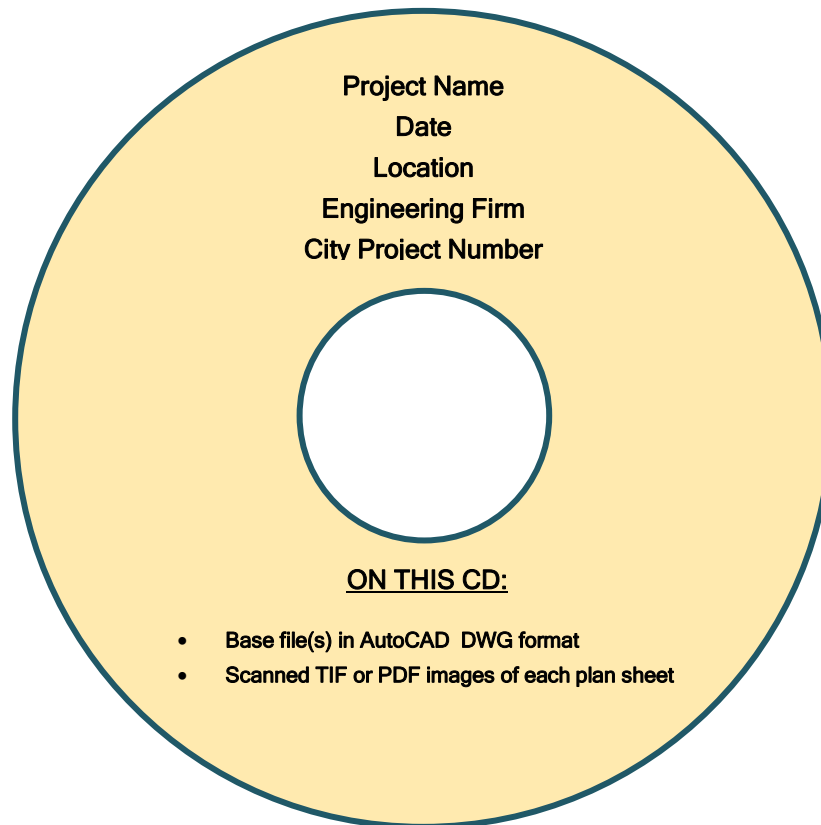 Project Name
Date
Location
Engineering Firm
City Project Number
ON THIS CD:
• Base file(s) in AutoCAD DWG format
• Scanned TIF or PDF images of each plan sheet